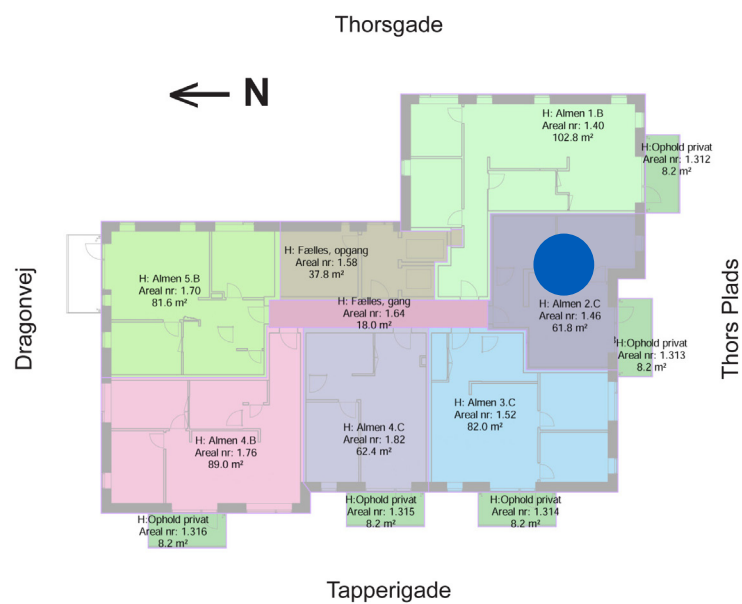 Thorsgade
N
H: Almen 1.B
Areal nr: 1.40
102.8 m²
H:Ophold privat
Areal nr: 1.312
8.2 m²
H: Fælles, opgang
Areal nr: 1.58
37.8 m²
H: Almen 5.B
Areal nr: 1.70
81.6 m²
H: Fælles, gang
Areal nr: 1.64
18.0 m²
H: Almen 2.C
Areal nr: 1.46
61.8 m²
Dragonvej
Thors Plads
H:Ophold privat
Areal nr: 1.313
8.2 m²
H: Almen 3.C
Areal nr: 1.52
82.0 m²
H: Almen 4.C
Areal nr: 1.82
62.4 m²
H: Almen 4.B
Areal nr: 1.76
89.0 m²
H:Ophold privat
Areal nr: 1.316
8.2 m²
H:Ophold privat
Areal nr: 1.315
8.2 m²
H:Ophold privat
Areal nr: 1.314
8.2 m²
Tapperigade